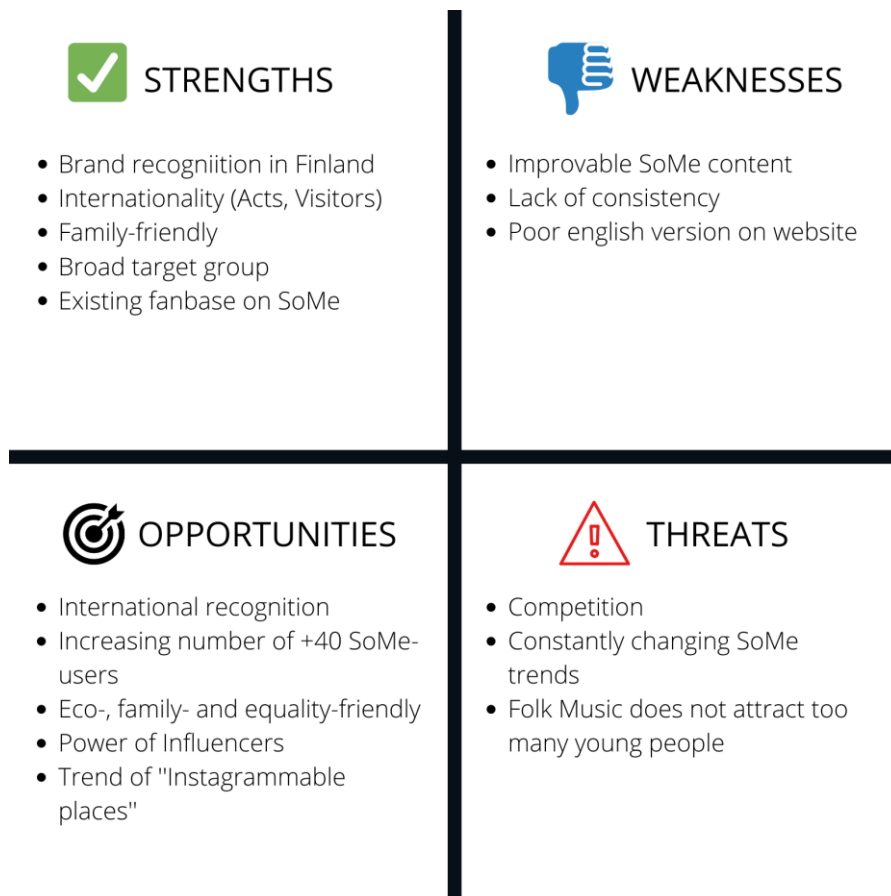 STRENGTHS
• Brand recogniition in Finland
• Internationality (Acts, Visitors)
• Family-friendly
• Broad target group
• Existing fanbase on SoMe
WEAKNESSES
• Improvable SoMe content
• Lack of consistency
• Poor english version on website
OPPORTUNITIES
• International recognition
• Increasing number of +40 SoMe-
users
• Eco-, family- and equality-friendly
• Power of Influencers
• Trend of "Instagrammable
places"
THREATS
• Competition
• Constantly changing SoMe
trends
• Folk Music does not attract too
many young people